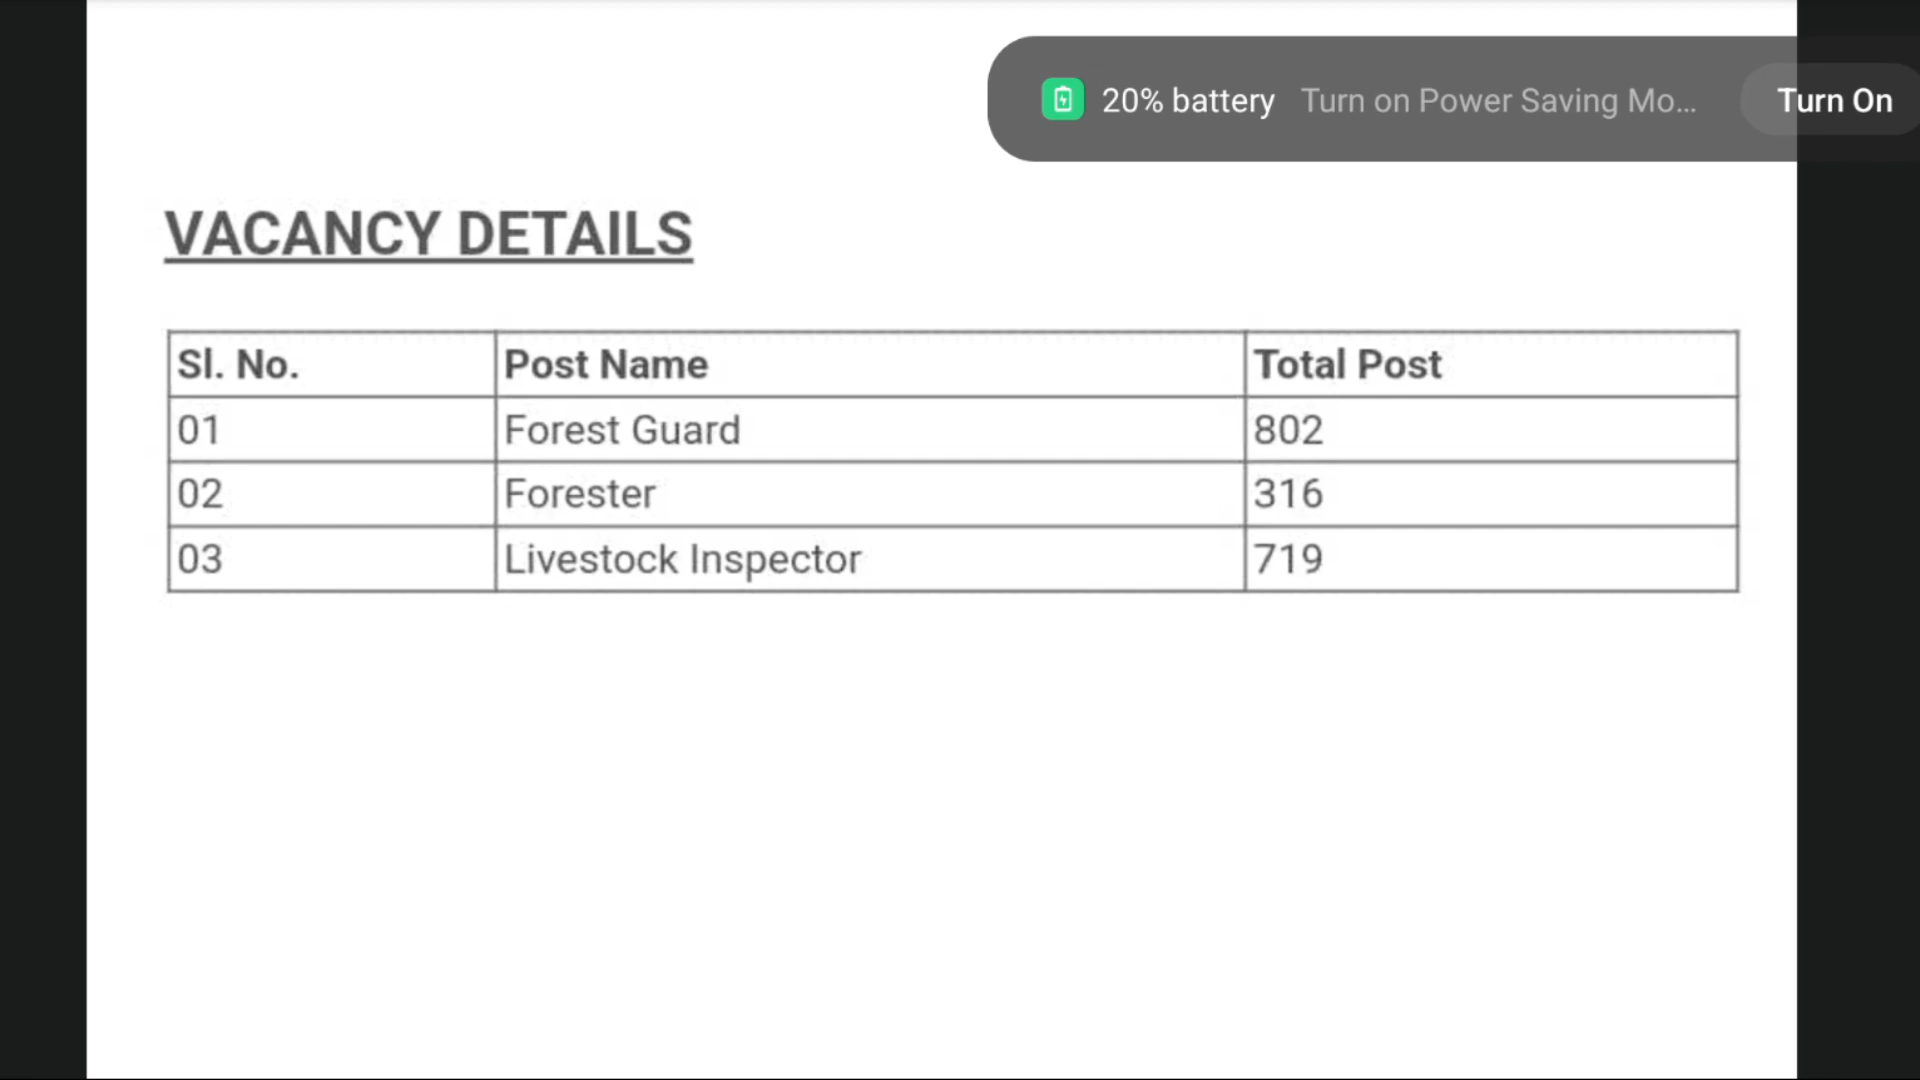 20% battery Turn on Power Saving Mo... Turn On
VACANCY DETAILS
Sl. No. Post Name Total Post
01 Forest Guard 802
02 Forester 316
03 Livestock Inspector 719